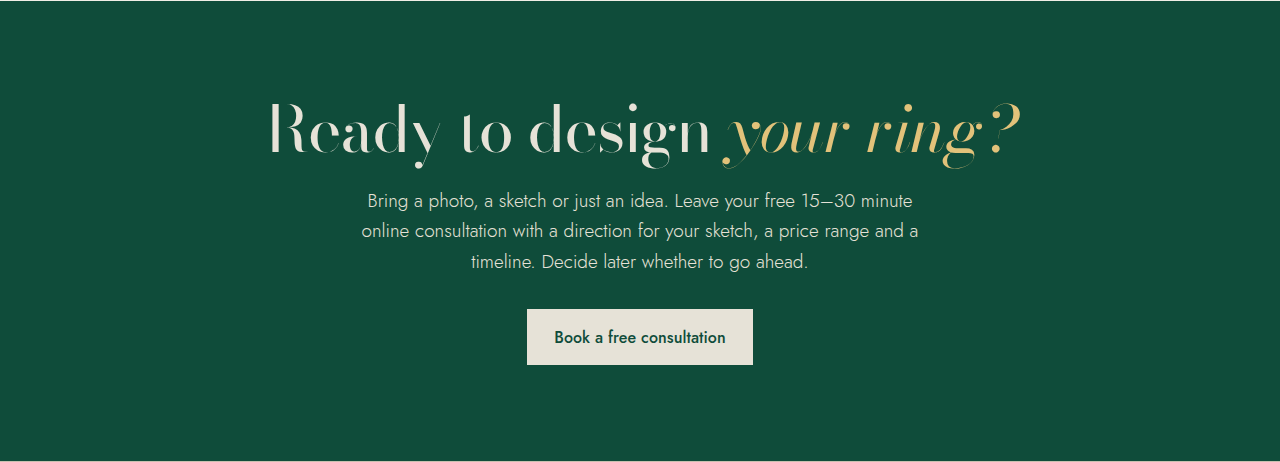 Ready to design your ring?
Bring a photo, a sketch or just an idea. Leave your free 15–30 minute
online consultation with a direction for your sketch, a price range and a
timeline. Decide later whether to go ahead.
Book a free consultation